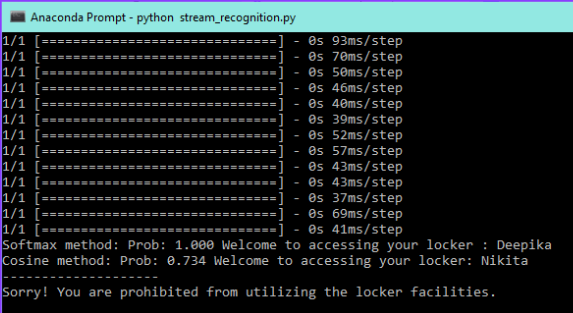 Anaconda Prompt - python  stream_recognition.py
1/1 [==============================] - 0s 93ms/step
1/1 [==============================] - 0s 70ms/step
1/1 [==============================] - 0s 50ms/step
1/1 [==============================] - 0s 46ms/step
1/1 [==============================] - 0s 40ms/step
1/1 [==============================] - 0s 39ms/step
1/1 [==============================] - 0s 52ms/step
1/1 [==============================] - 0s 57ms/step
1/1 [==============================] - 0s 43ms/step
1/1 [==============================] - 0s 43ms/step
1/1 [==============================] - 0s 37ms/step
1/1 [==============================] - 0s 69ms/step
1/1 [==============================] - 0s 41ms/step
Softmax method: Prob: 1.000 Welcome to accessing your locker : Deepika
Cosine method: Prob: 0.734 Welcome to accessing your locker: Nikita
--------------------
Sorry! You are prohibited from utilizing the locker facilities.